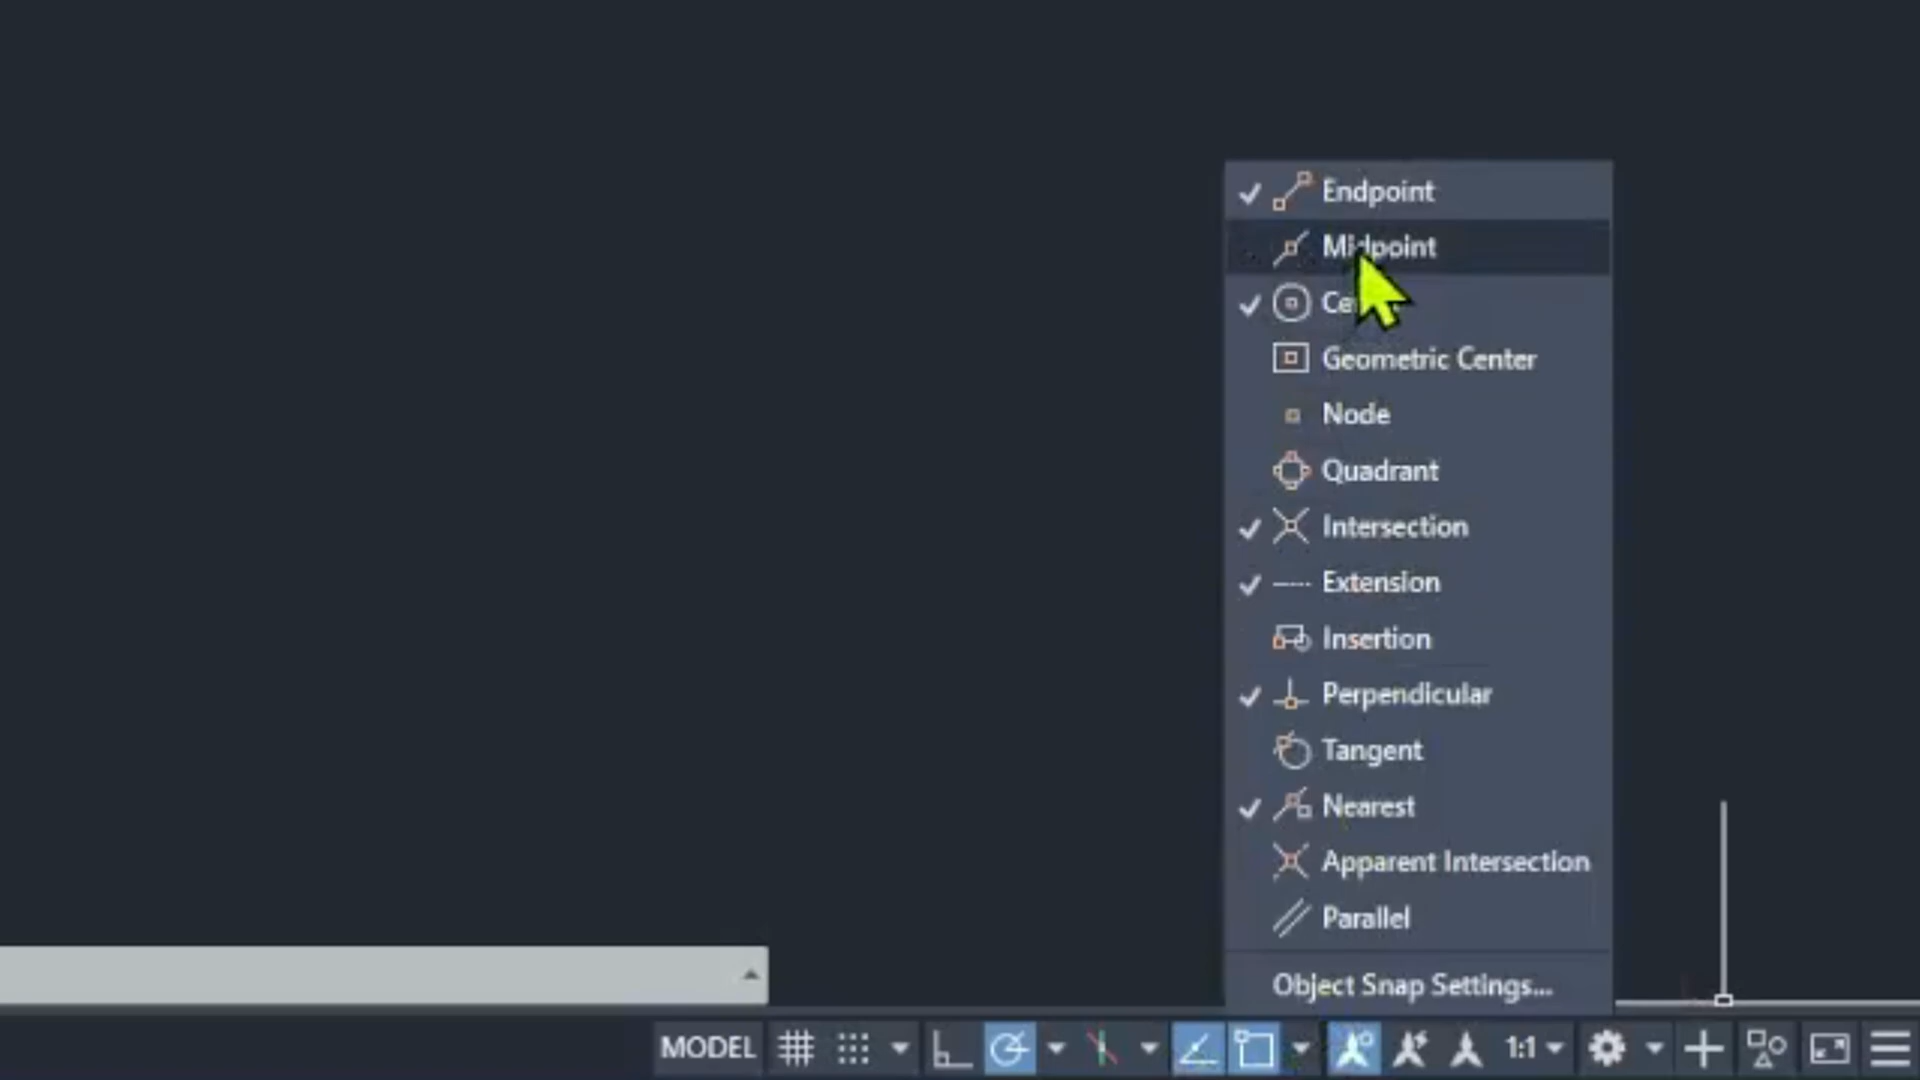 Endpoint
Midpoint
Geometric Center
Node
Quadrant
Intersection
Extension
Insertion
Perpendicular
Tangent
Nearest
Apparent Intersection
Parallel
Object Snap Settings...
MODEL
1:1